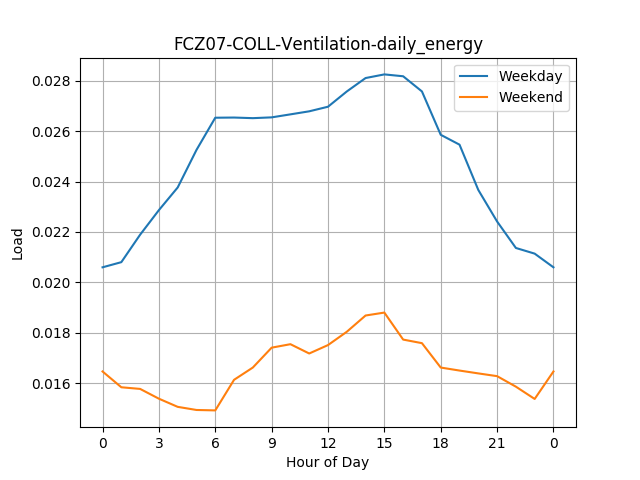 FCZ07-COLL-Ventilation-daily_energy
Weekday
Weekend
0.028
0.026
0.024
0.022
0.020
0.018
0.016
Load
0 3 6 9 12 15 18 21 0
Hour of Day